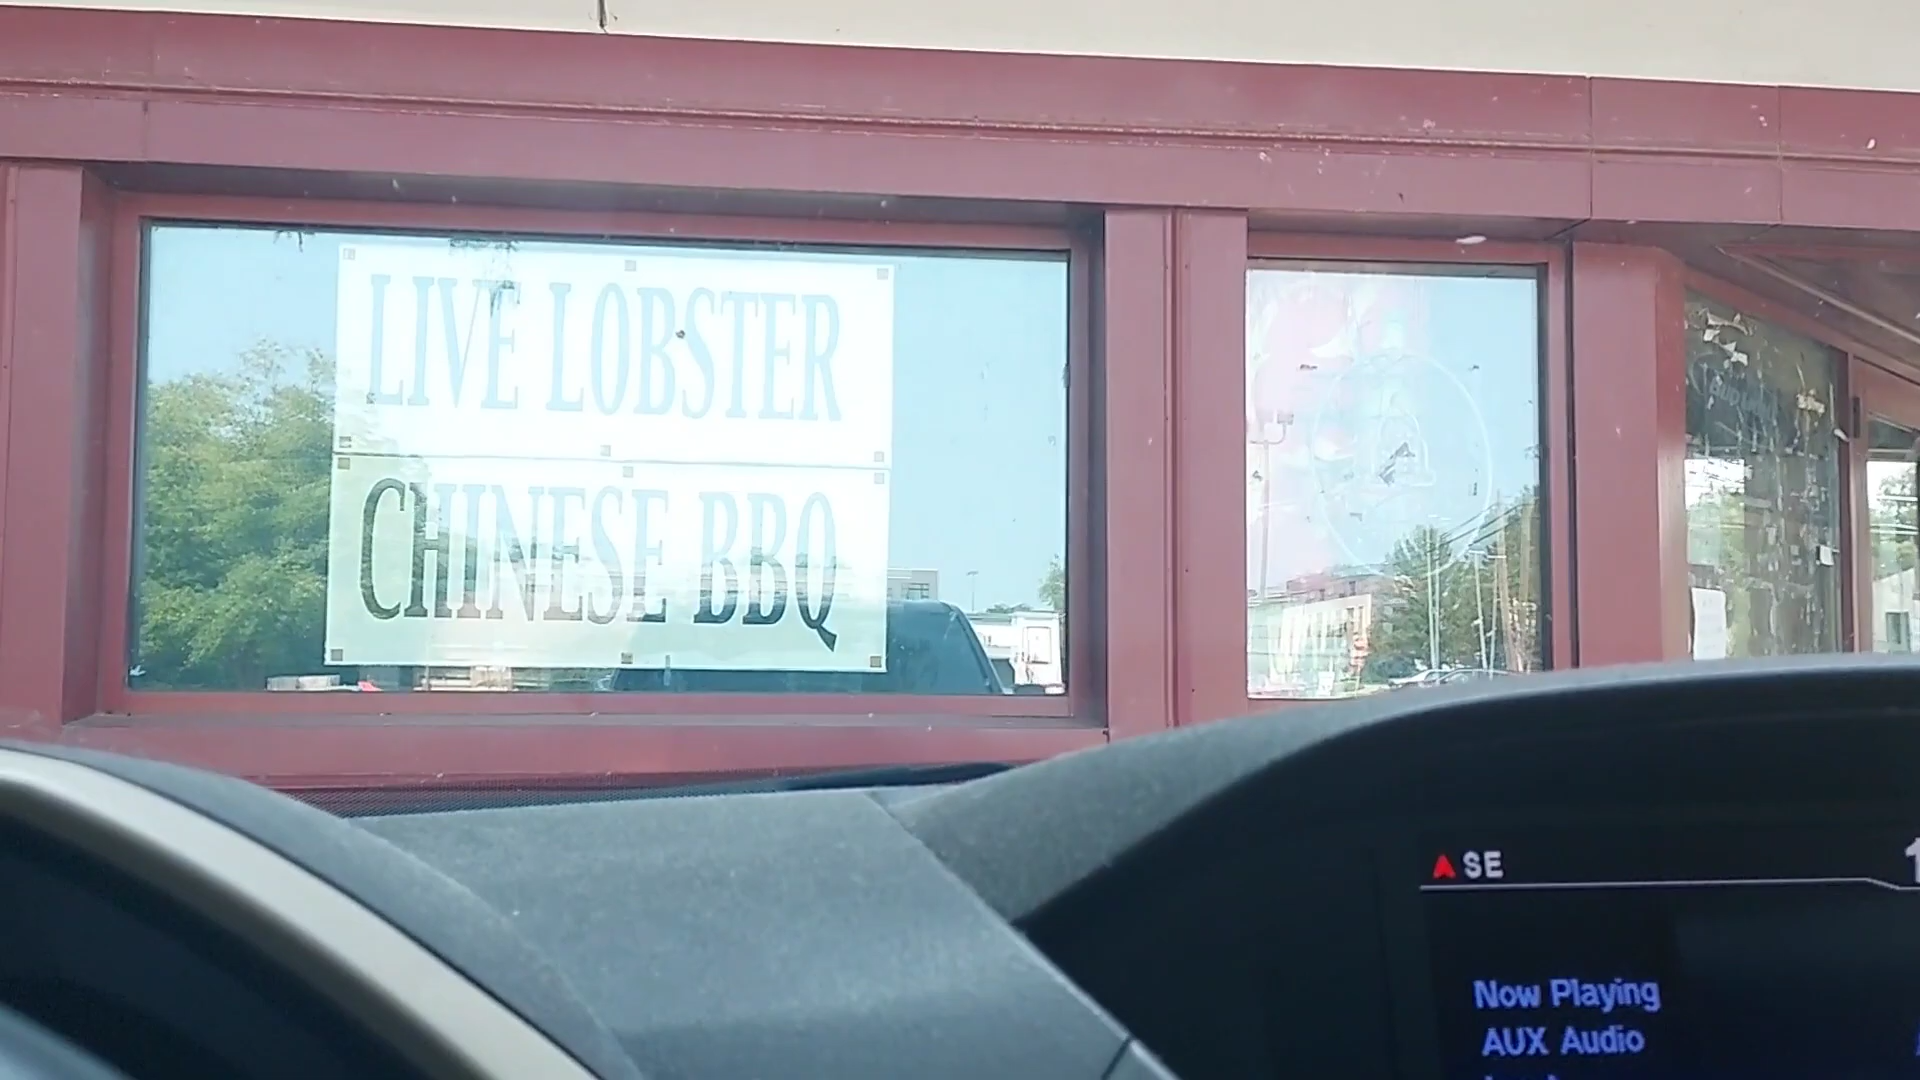 LIVE LOBSTER
CHINESE BBQ
SE
Now Playing
AUX Audio